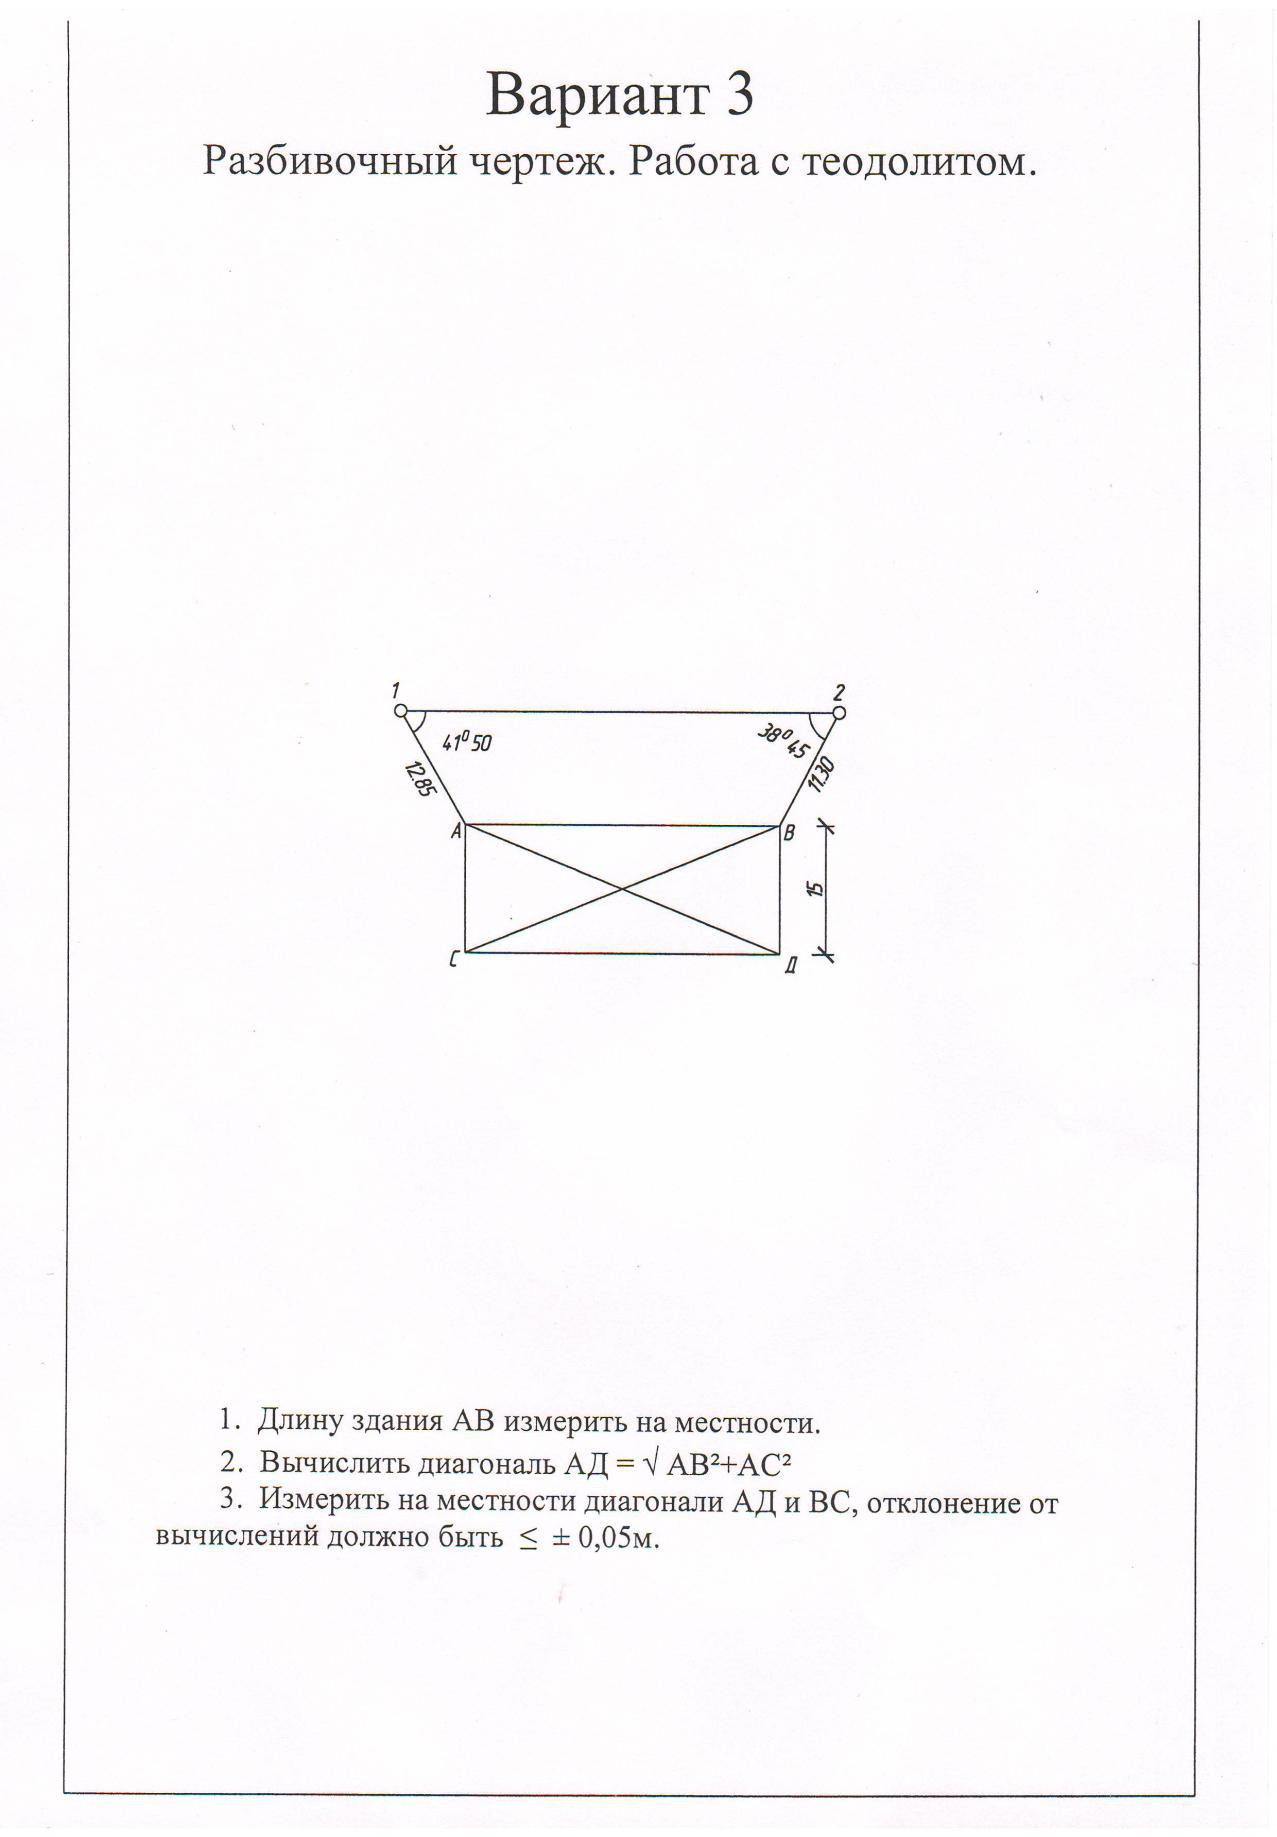 Вариант 3
Разбивочный чертеж. Работа с теодолитом.
1
2
41⁰50
38⁰45
12.85
11.30
А
В
15
С
Д
1. Длину здания АВ измерить на местности.
2. Вычислить диагональ АД = √ АВ²+АС²
3. Измерить на местности диагонали АД и ВС, отклонение от
вычислений должно быть ≤ ± 0,05м.